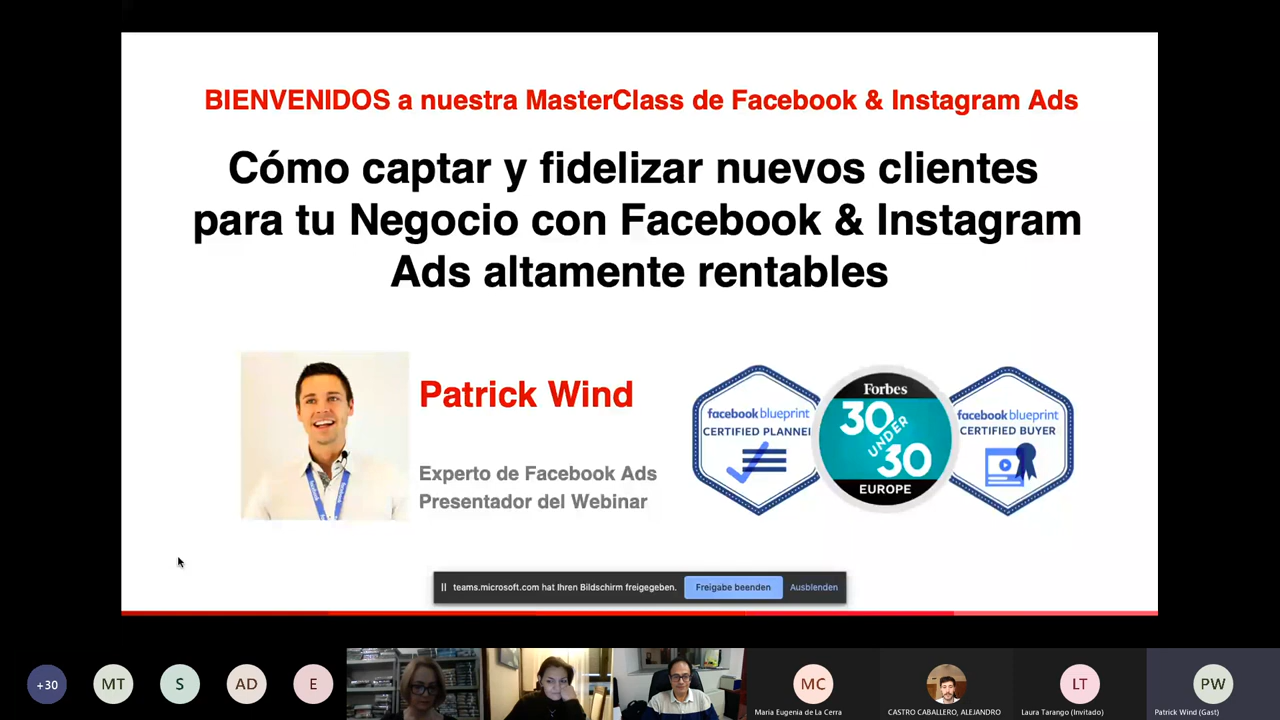 BIENVENIDOS a nuestra MasterClass de Facebook & Instagram Ads
Cómo captar y fidelizar nuevos clientes
para tu Negocio con Facebook & Instagram
Ads altamente rentables
Patrick Wind
Experto de Facebook Ads
Presentador del Webinar
facebook blueprint
CERTIFIED PLANNER
Forbes
30
UNDER
30
EUROPE
facebook blueprint
CERTIFIED BUYER
teams.microsoft.com hat Ihren Bildschirm freigegeben.
Freigabe beenden
Ausblenden
+30
MT
S
AD
E
MC
Maria Eugenia de La Cerra
CASTRO CABALLERO, ALEJANDRO
LT
Laura Tarango (Invitado)
PW
Patrick Wind (Gast)